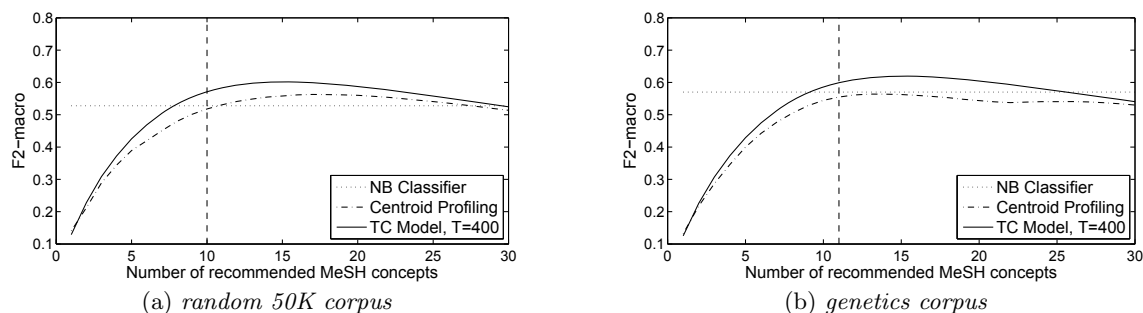 0.8
0.7
0.6
0.5
0.4
0.3
0.2
0.1
F2−macro
NB Classifier
Centroid Profiling
TC Model, T=400
0 5 10 15 20 25 30
Number of recommended MeSH concepts
(a) random 50K corpus
0.8
0.7
0.6
0.5
0.4
0.3
0.2
0.1
F2−macro
NB Classifier
Centroid Profiling
TC Model, T=400
0 5 10 15 20 25 30
Number of recommended MeSH concepts
(b) genetics corpus